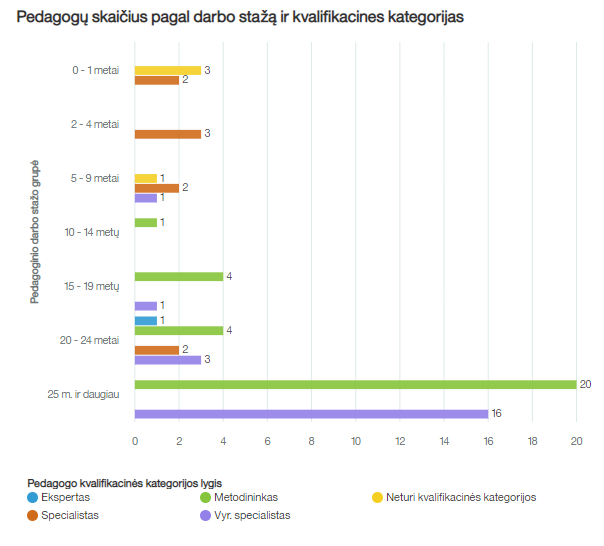 Pedagogų skaičius pagal darbo stažą ir kvalifikacines kategorijas
Pedagoginio darbo stažo grupė
0 - 1 metai
3
2
2 - 4 metai
3
5 - 9 metai
1
2
1
10 - 14 metų
1
15 - 19 metų
4
1
20 - 24 metai
1
4
2
3
25 m. ir daugiau
20
16
0 2 4 6 8 10 12 14 16 18 20
Pedagogo kvalifikacinės kategorijos lygis
Ekspertas Metodininkas Neturi kvalifikacinės kategorijos
Specialistas Vyr. specialistas